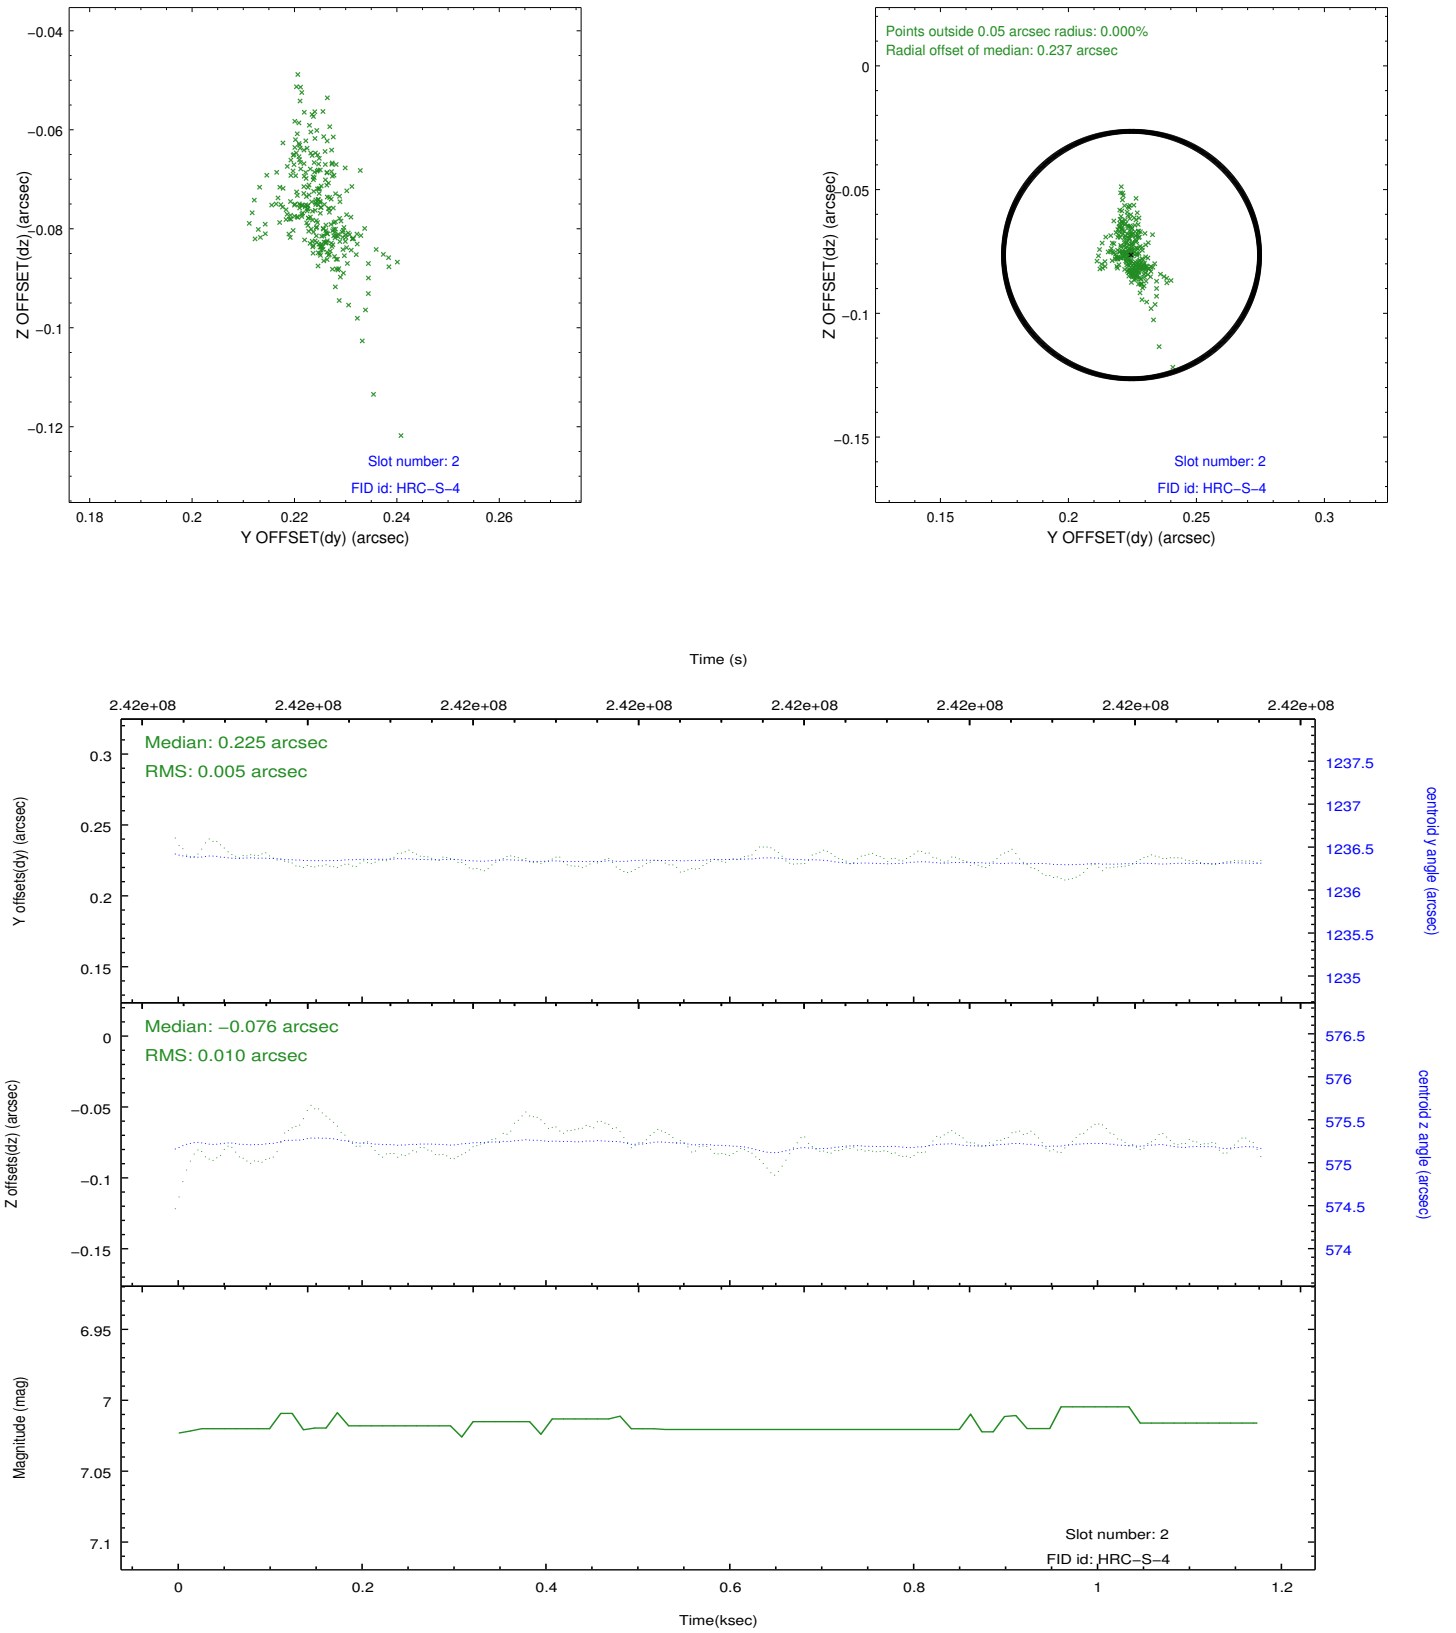 −0.04
−0.06
−0.08
−0.1
−0.12
Z OFFSET(dz) (arcsec)
Slot number: 2
FID id: HRC−S−4
0.18
0.2
0.22
0.24
0.26
Y OFFSET(dy) (arcsec)
Points outside 0.05 arcsec radius: 0.000%
Radial offset of median: 0.237 arcsec
0
−0.05
−0.1
−0.15
Z OFFSET(dz) (arcsec)
Slot number: 2
FID id: HRC−S−4
0.15
0.2
0.25
0.3
Y OFFSET(dy) (arcsec)
Time (s)
2.42e+08
2.42e+08
2.42e+08
2.42e+08
2.42e+08
2.42e+08
2.42e+08
2.42e+08
Median: 0.225 arcsec
RMS: 0.005 arcsec
0.3
0.25
0.2
0.15
Y offsets(dy) (arcsec)
1237.5
1237
1236.5
1236
1235.5
1235
centroid y angle (arcsec)
Median: −0.076 arcsec
RMS: 0.010 arcsec
0
−0.05
−0.1
−0.15
Z offsets(dz) (arcsec)
576.5
576
575.5
575
574.5
574
centroid z angle (arcsec)
6.95
7
7.05
7.1
Magnitude (mag)
Slot number: 2
FID id: HRC−S−4
0
0.2
0.4
0.6
0.8
1
1.2
Time(ksec)